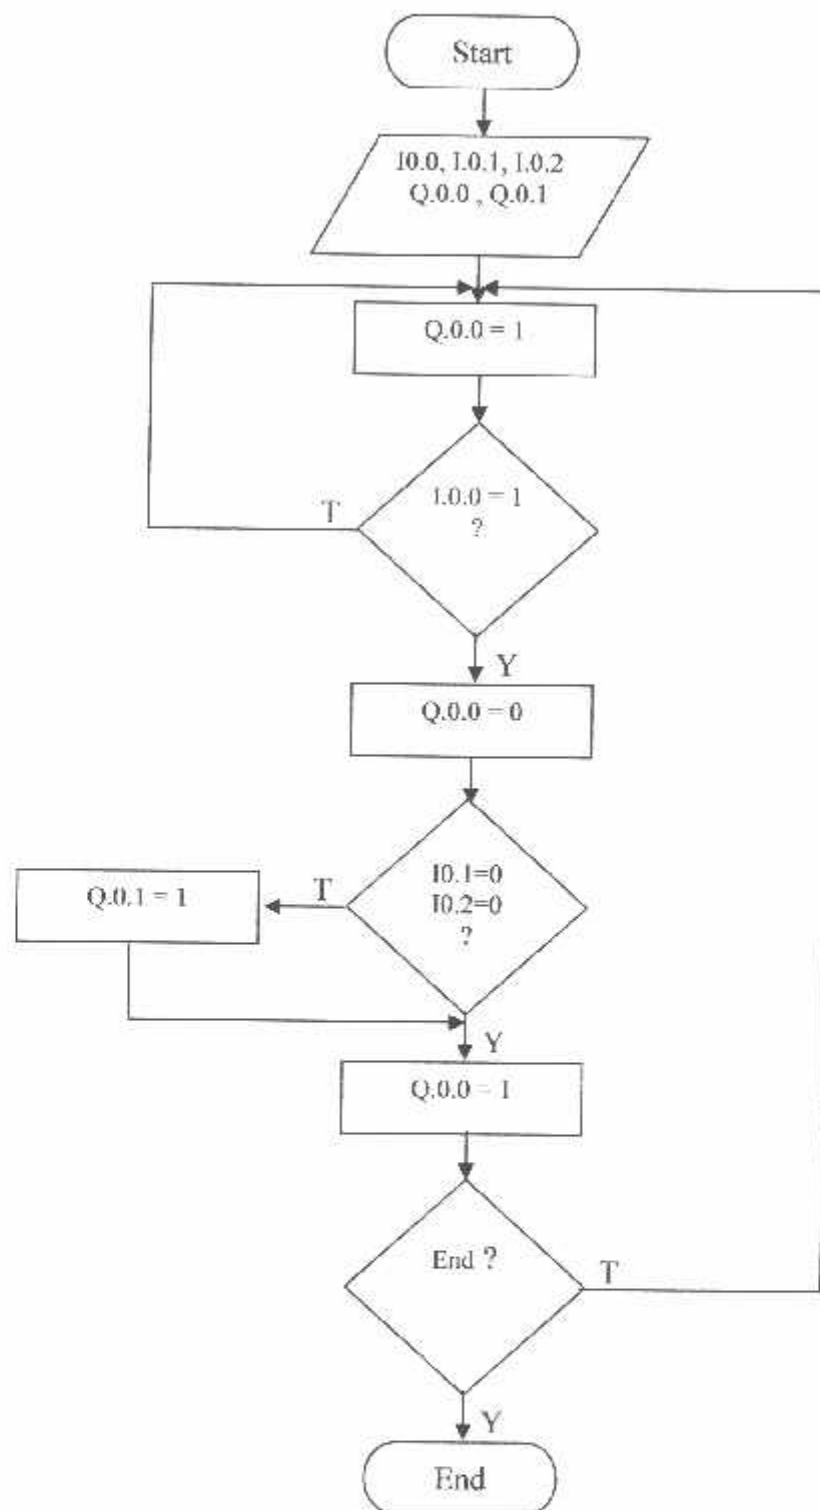 Start
I0.0, I.0.1, I.0.2
Q.0.0 , Q.0.1
Q.0.0 = 1
I.0.0 = 1
?
T
Y
Q.0.0 = 0
I0.1=0
I0.2=0
?
T
Q.0.1 = 1
Y
Q.0.0 = 1
End ?
T
Y
End